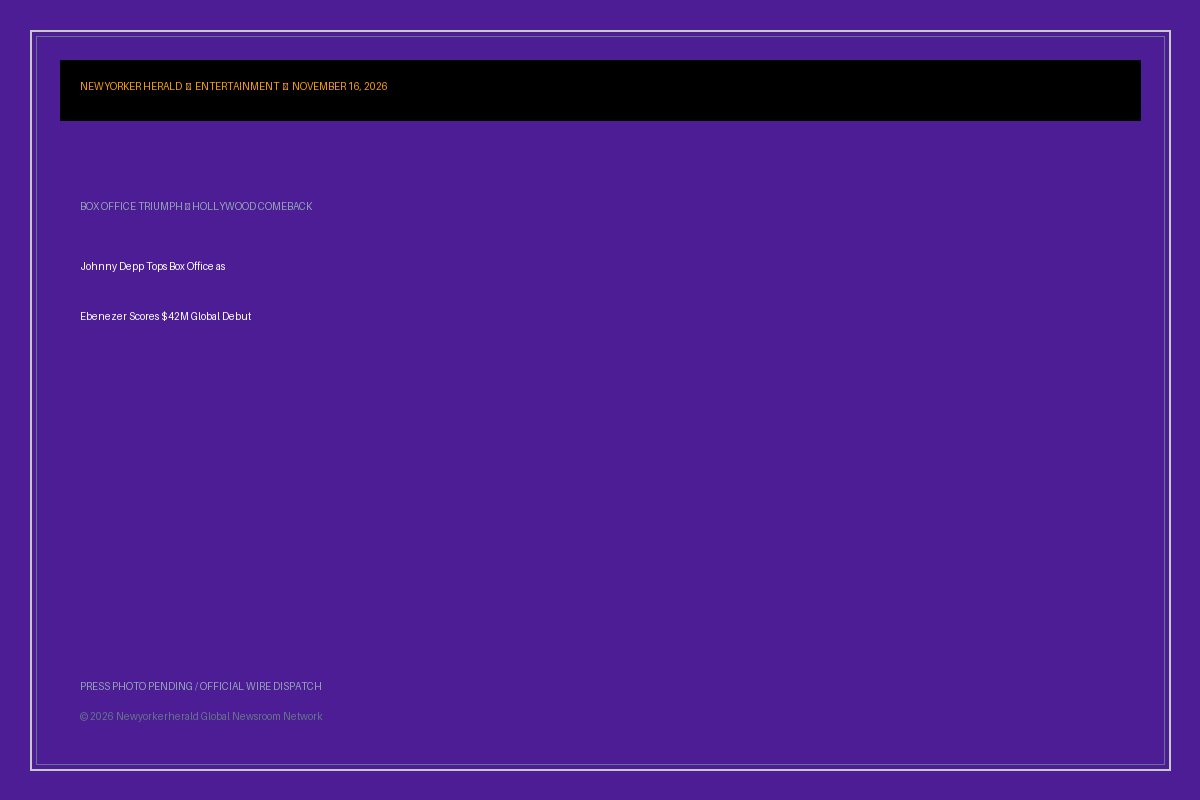 NEWYORKER HERALD ▯ ENTERTAINMENT ▯ NOVEMBER 16, 2026
BOX OFFICE TRIUMPH ▯ HOLLYWOOD COMEBACK
Johnny Depp Tops Box Office as
Ebenezer Scores $42M Global Debut
PRESS PHOTO PENDING / OFFICIAL WIRE DISPATCH
© 2026 Newyorkerherald Global Newsroom Network